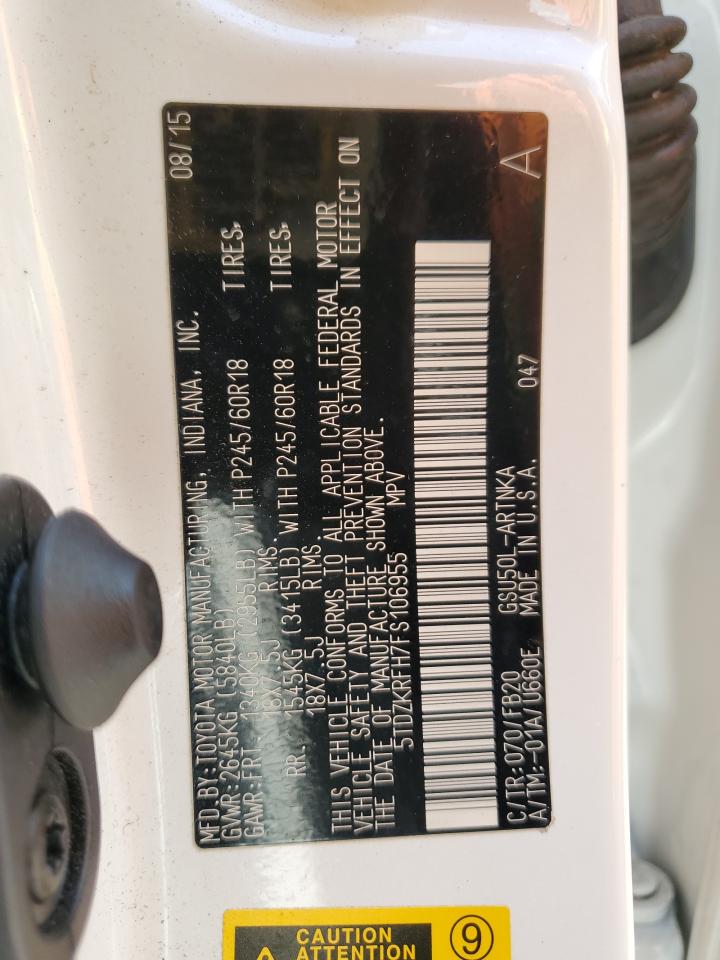 MFD.BY:TOYOTA MOTOR MANUFACTURING, INDIANA, INC. 08/15
GVWR:2645KG (5840LB)
GAWR:FRT. 1340KG (2955LB) WITH P245/60R18 TIRES,
18X7.5J RIMS,
RR. 1545KG (3415LB) WITH P245/60R18 TIRES,
18X7.5J RIMS.
THIS VEHICLE CONFORMS TO ALL APPLICABLE FEDERAL MOTOR
VEHICLE SAFETY AND THEFT PREVENTION STANDARDS IN EFFECT ON
THE DATE OF MANUFACTURE SHOWN ABOVE.
5TDZKRFH7FS106955 MPV
C/TR:070/FB20 GSU50L-ARTNKA 047 A
A/TM:-01A/U660E MADE IN U.S.A.
CAUTION 9
ATTENTION